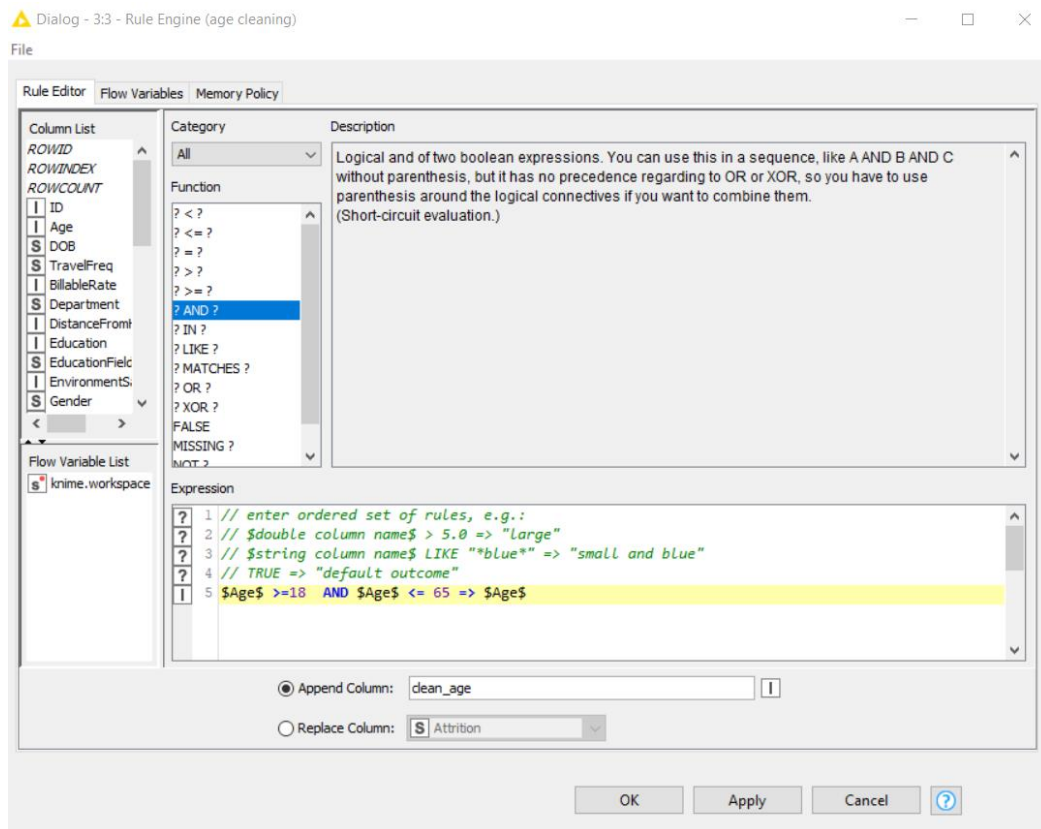 Dialog - 3:3 - Rule Engine (age cleaning)
File
Rule Editor Flow Variables Memory Policy
Column List
ROWID
ROWINDEX
ROWCOUNT
I ID
I Age
S DOB
S TravelFreq
I BillableRate
S Department
I DistanceFromH
I Education
S EducationField
I EnvironmentSa
S Gender
Flow Variable List
s knime.workspace
Category
All
Function
? < ?
? <= ?
? = ?
? > ?
? >= ?
? AND ?
? IN ?
? LIKE ?
? MATCHES ?
? OR ?
? XOR ?
FALSE
MISSING ?
NOT ?
Description
Logical and of two boolean expressions. You can use this in a sequence, like A AND B AND C
without parenthesis, but it has no precedence regarding to OR or XOR, so you have to use
parenthesis around the logical connectives if you want to combine them.
(Short-circuit evaluation.)
Expression
? 1 // enter ordered set of rules, e.g.:
? 2 // $double column name$ > 5.0 => "large"
? 3 // $string column name$ LIKE "*blue*" => "small and blue"
? 4 // TRUE => "default outcome"
I 5 $Age$ >=18 AND $Age$ <= 65 => $Age$
Append Column: clean_age I
Replace Column: S Attrition
OK Apply Cancel ?